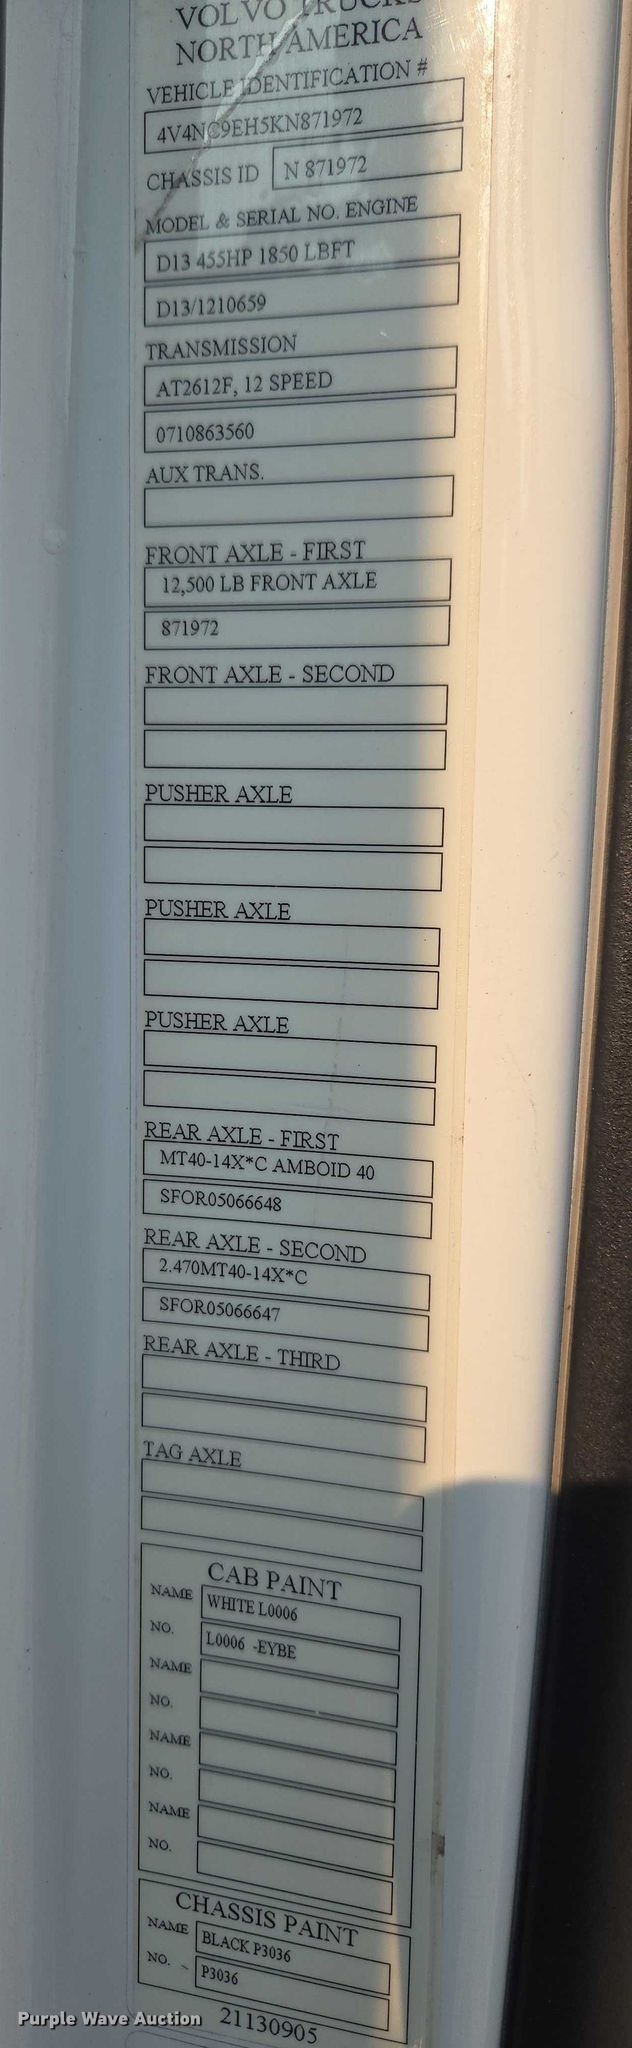 VOLVO TRUCKS
NORTH AMERICA
VEHICLE IDENTIFICATION #
4V4NC9EH5KN871972
CHASSIS ID N 871972
MODEL & SERIAL NO. ENGINE
D13 455HP 1850 LBFT
D13/1210659
TRANSMISSION
AT2612F, 12 SPEED
0710863560
AUX TRANS.
FRONT AXLE - FIRST
12,500 LB FRONT AXLE
871972
FRONT AXLE - SECOND
PUSHER AXLE
PUSHER AXLE
PUSHER AXLE
REAR AXLE - FIRST
MT40-14X*C AMBOID 40
SFOR05066648
REAR AXLE - SECOND
2.470MT40-14X*C
SFOR05066647
REAR AXLE - THIRD
TAG AXLE
CAB PAINT
NAME WHITE L0006
NO. L0006 -EYBE
NAME
NO.
NAME
NO.
NAME
NO.
CHASSIS PAINT
NAME BLACK P3036
NO. P3036
21130905
Purple Wave Auction